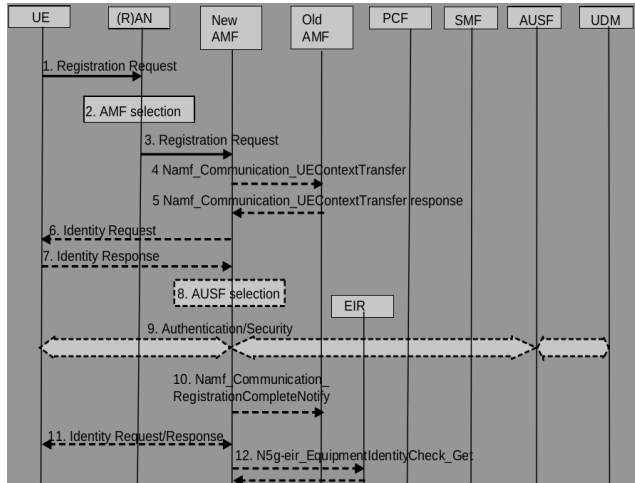 UE
(R)AN
New
AMF
Old
AMF
PCF
SMF
AUSF
UDM
1. Registration Request
2. AMF selection
3. Registration Request
4 Namf_Communication_UEContextTransfer
5 Namf_Communication_UEContextTransfer response
6. Identity Request
7. Identity Response
8. AUSF selection
EIR
9. Authentication/Security
10. Namf_Communication_
RegistrationCompleteNotify
11. Identity Request/Response
12. N5g-eir_EquipmentIdentityCheck_Get